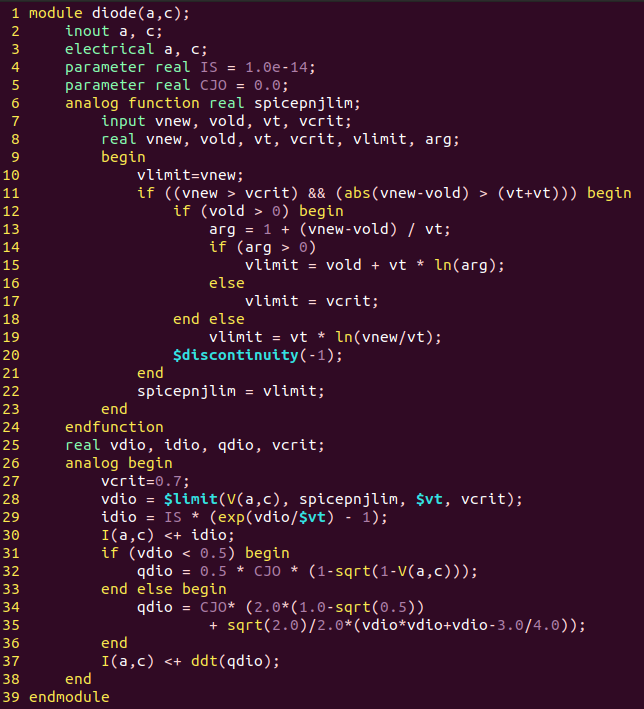 1 module diode(a,c);
2     inout a, c;
3     electrical a, c;
4     parameter real IS = 1.0e-14;
5     parameter real CJO = 0.0;
6     analog function real spicepnjlim;
7         input vnew, vold, vt, vcrit;
8         real vnew, vold, vt, vcrit, vlimit, arg;
9         begin
10             vlimit=vnew;
11             if ((vnew > vcrit) && (abs(vnew-vold) > (vt+vt))) begin
12                 if (vold > 0) begin
13                     arg = 1 + (vnew-vold) / vt;
14                     if (arg > 0)
15                         vlimit = vold + vt * ln(arg);
16                     else
17                         vlimit = vcrit;
18                 end else
19                     vlimit = vt * ln(vnew/vt);
20                 $discontinuity(-1);
21             end
22             spicepnjlim = vlimit;
23         end
24     endfunction
25     real vdio, idio, qdio, vcrit;
26     analog begin
27         vcrit=0.7;
28         vdio = $limit(V(a,c), spicepnjlim, $vt, vcrit);
29         idio = IS * (exp(vdio/$vt) - 1);
30         I(a,c) <+ idio;
31         if (vdio < 0.5) begin
32             qdio = 0.5 * CJO * (1-sqrt(1-V(a,c)));
33         end else begin
34             qdio = CJO* (2.0*(1.0-sqrt(0.5))
35                     + sqrt(2.0)/2.0*(vdio*vdio+vdio-3.0/4.0));
36         end
37         I(a,c) <+ ddt(qdio);
38     end
39 endmodule